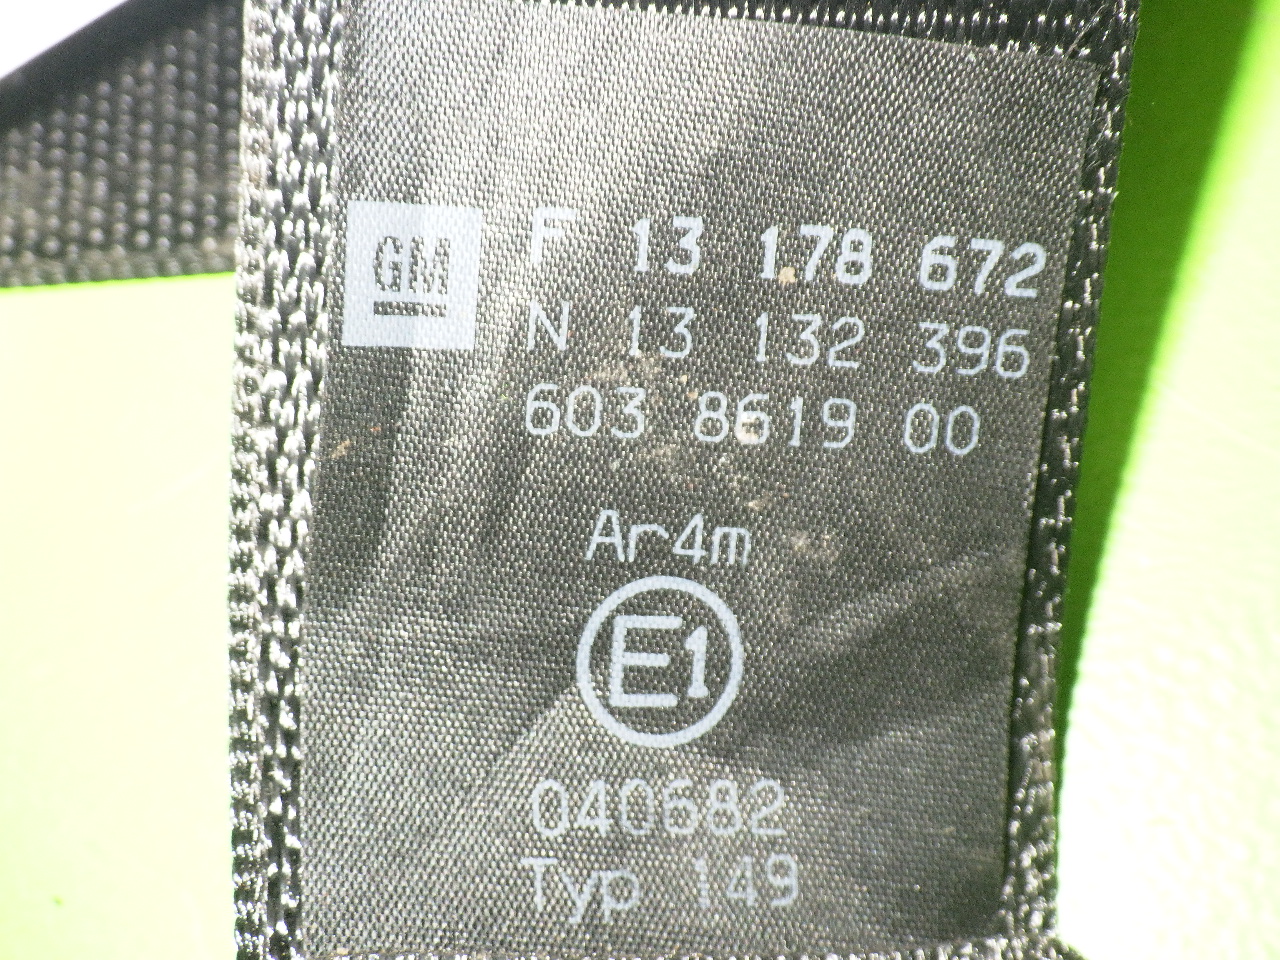 GM
F 13 178 672
N 13 132 396
603 8619 00
Ar4m
E1
040682
Typ 149